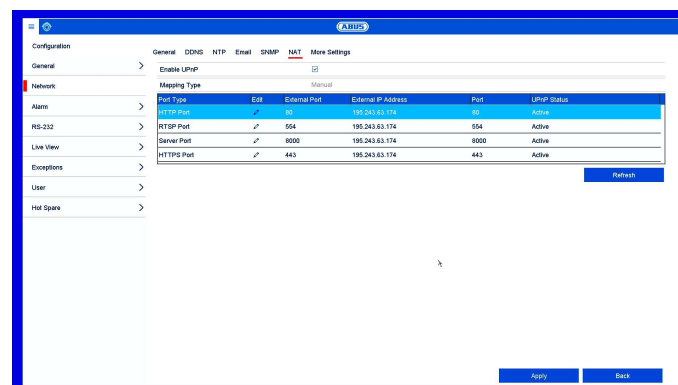 ABUS
Configuration
General DDNS NTP Email SNMP NAT More Settings
General
Enable UPnP
Network
Mapping Type Manual
Port Type Edit External Port External IP Address Port UPnP Status
Alarm
HTTP Port 80 195.243.63.174 80 Active
RS-232
RTSP Port 554 195.243.63.174 554 Active
Live View
Server Port 8000 195.243.63.174 8000 Active
HTTPS Port 443 195.243.63.174 443 Active
Exceptions
Refresh
User
Hot Spare
Apply Back